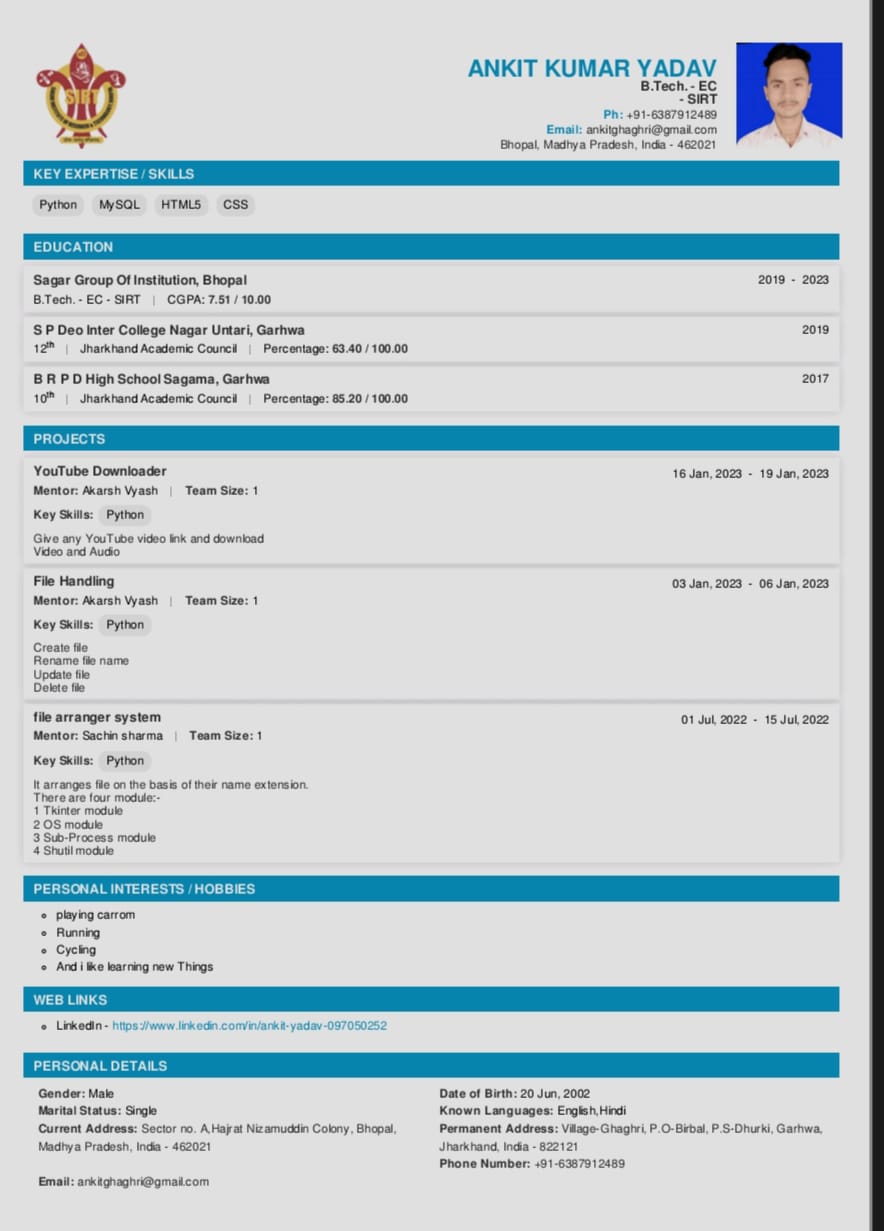 SIRT
ANKIT KUMAR YADAV
B.Tech. - EC
- SIRT
Ph: +91-6387912489
Email: ankitghaghri@gmail.com
Bhopal, Madhya Pradesh, India - 462021
KEY EXPERTISE / SKILLS
Python MySQL HTML5 CSS
EDUCATION
Sagar Group Of Institution, Bhopal 2019 - 2023
B.Tech. - EC - SIRT | CGPA: 7.51 / 10.00
S P Deo Inter College Nagar Untari, Garhwa 2019
12th | Jharkhand Academic Council | Percentage: 63.40 / 100.00
B R P D High School Sagama, Garhwa 2017
10th | Jharkhand Academic Council | Percentage: 85.20 / 100.00
PROJECTS
YouTube Downloader 16 Jan, 2023 - 19 Jan, 2023
Mentor: Akarsh Vyash | Team Size: 1
Key Skills: Python
Give any YouTube video link and download
Video and Audio
File Handling 03 Jan, 2023 - 06 Jan, 2023
Mentor: Akarsh Vyash | Team Size: 1
Key Skills: Python
Create file
Rename file name
Update file
Delete file
file arranger system 01 Jul, 2022 - 15 Jul, 2022
Mentor: Sachin sharma | Team Size: 1
Key Skills: Python
It arranges file on the basis of their name extension.
There are four module:-
1 Tkinter module
2 OS module
3 Sub-Process module
4 Shutil module
PERSONAL INTERESTS / HOBBIES
playing carrom
Running
Cycling
And i like learning new Things
WEB LINKS
LinkedIn - https://www.linkedin.com/in/ankit-yadav-097050252
PERSONAL DETAILS
Gender: Male
Marital Status: Single
Current Address: Sector no. A,Hajrat Nizamuddin Colony, Bhopal,
Madhya Pradesh, India - 462021
Email: ankitghaghri@gmail.com
Date of Birth: 20 Jun, 2002
Known Languages: English,Hindi
Permanent Address: Village-Ghaghri, P.O-Birbal, P.S-Dhurki, Garhwa,
Jharkhand, India - 822121
Phone Number: +91-6387912489